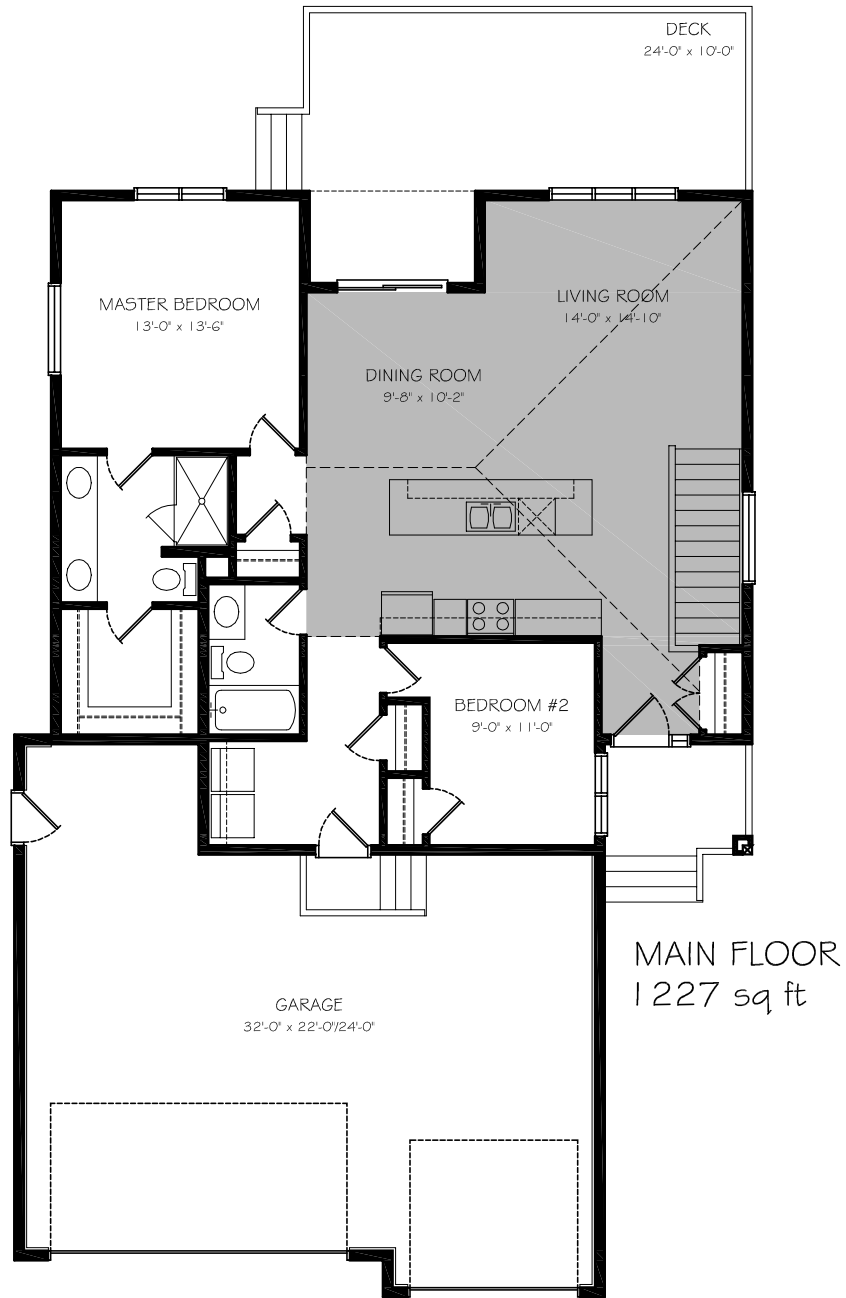 DECK
24'-0" x 10'-0"
MASTER BEDROOM
13'-0" x 13'-6"
LIVING ROOM
14'-0" x 14'-10"
DINING ROOM
9'-8" x 10'-2"
BEDROOM #2
9'-0" x 11'-0"
MAIN FLOOR
1227 sq ft
GARAGE
32'-0" x 22'-0"/24'-0"